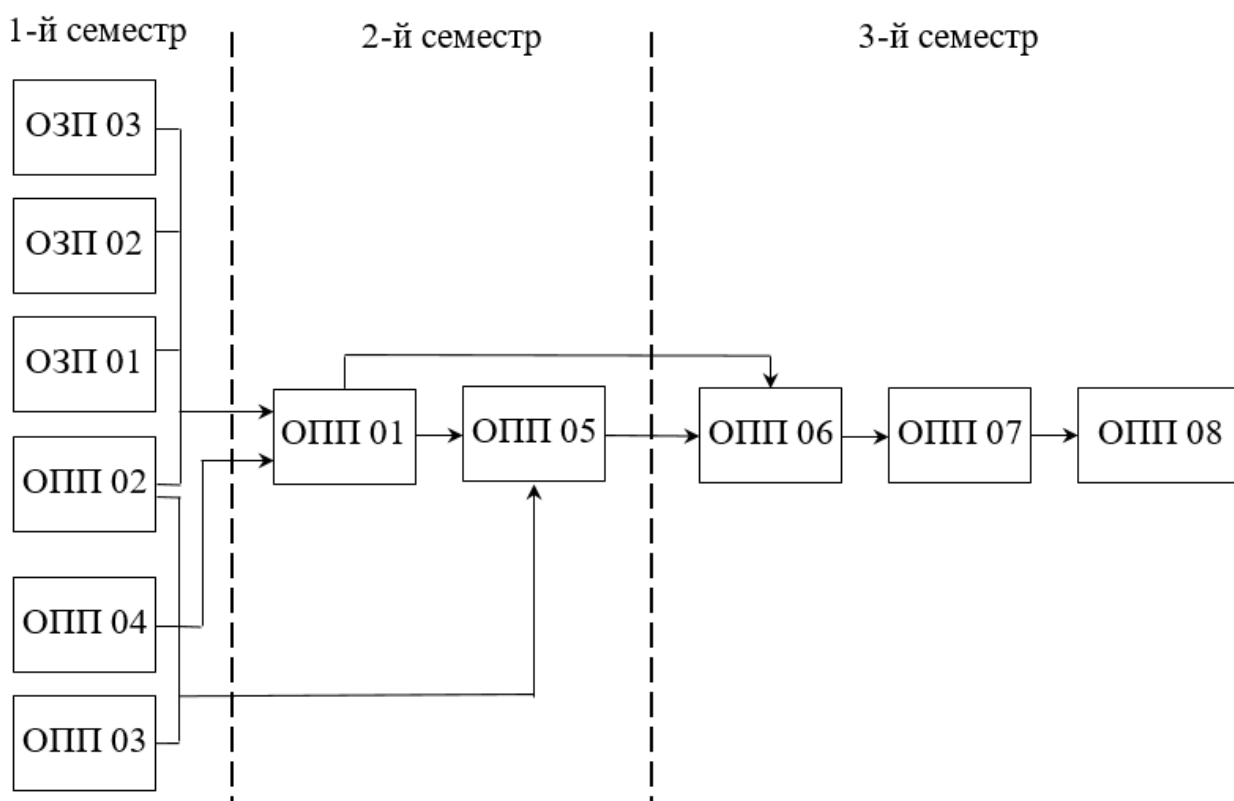 1-й семестр
2-й семестр
3-й семестр
ОЗП 03
ОЗП 02
ОЗП 01
ОПП 02
ОПП 04
ОПП 03
ОПП 01
ОПП 05
ОПП 06
ОПП 07
ОПП 08